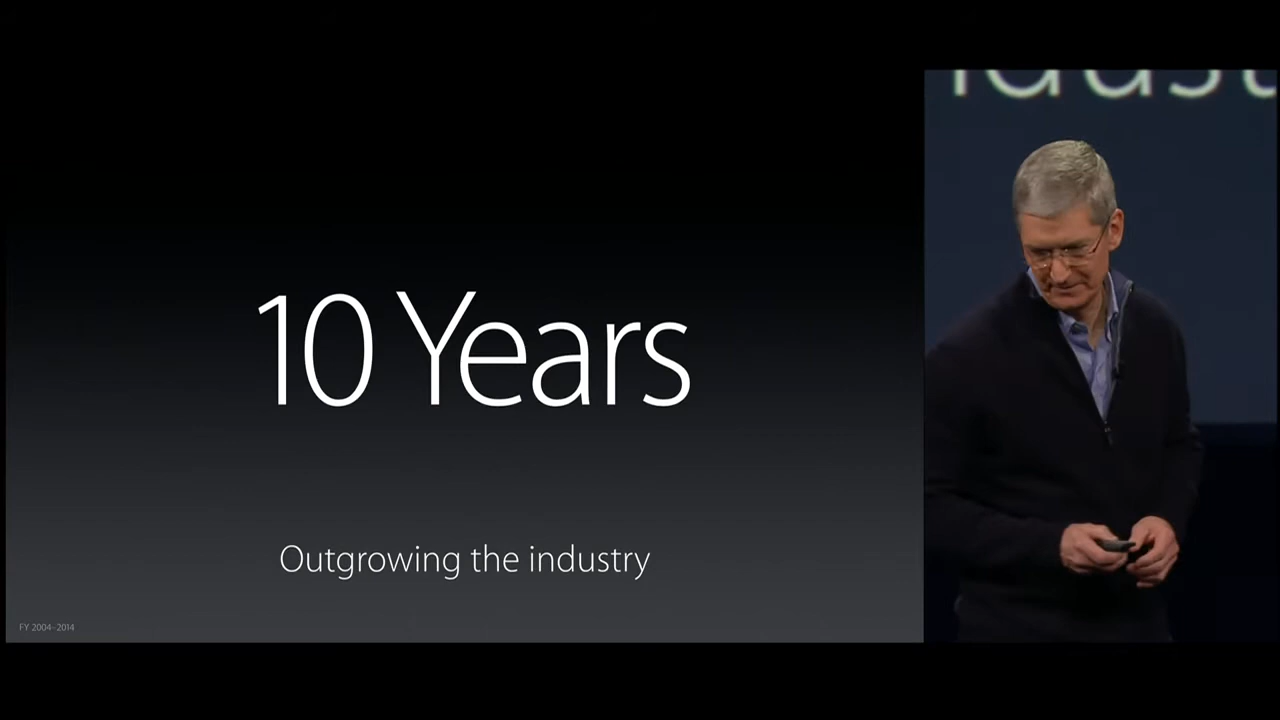 10 Years
Outgrowing the industry
FY 2004–2014